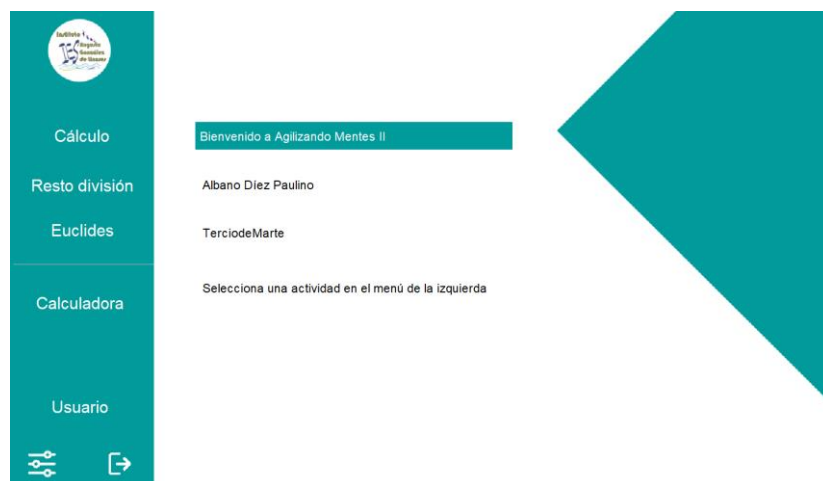 Instituto
Cálculo
Resto división
Euclides
Calculadora
Usuario
Bienvenido a Agilizando Mentes II
Albano Díez Paulino
TerciodeMarte
Selecciona una actividad en el menú de la izquierda